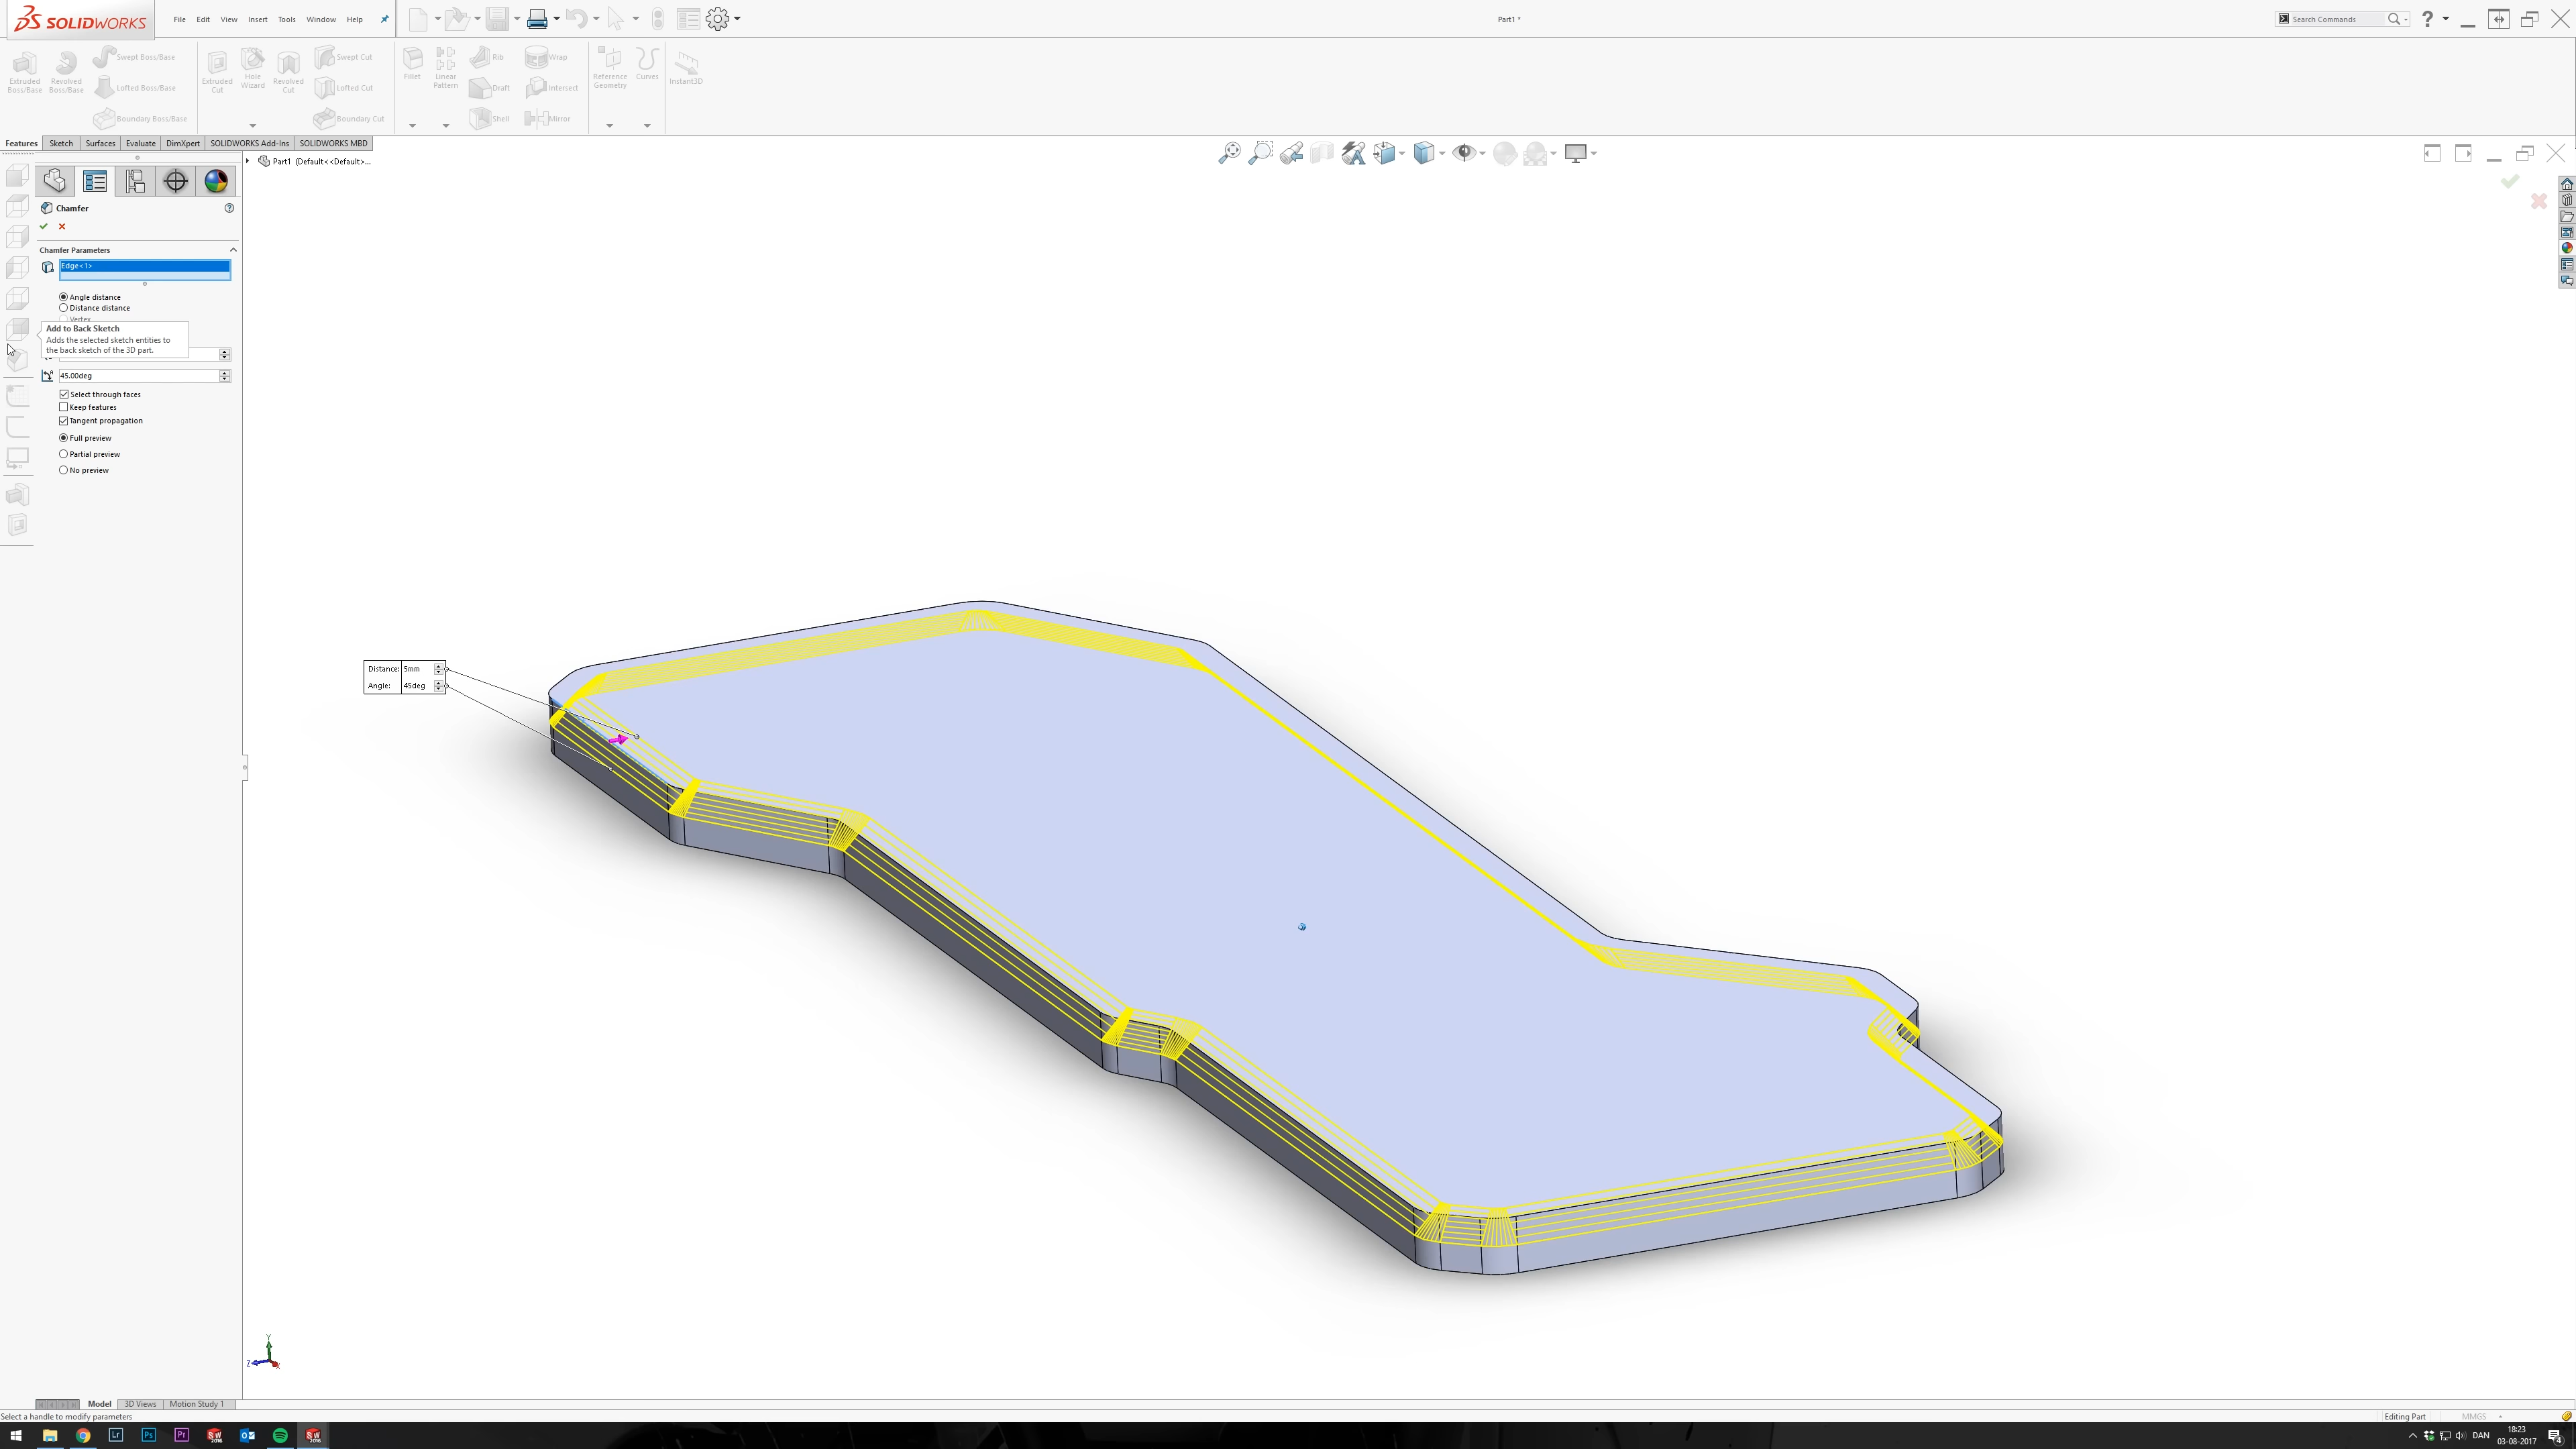 SOLIDWORKS
File Edit View Insert Tools Window Help
Part1 *
Search Commands
Extruded Boss/Base
Revolved Boss/Base
Swept Boss/Base
Lofted Boss/Base
Boundary Boss/Base
Extruded Cut
Hole Wizard
Revolved Cut
Swept Cut
Lofted Cut
Boundary Cut
Fillet
Linear Pattern
Rib
Draft
Shell
Wrap
Intersect
Mirror
Reference Geometry
Curves
Instant3D
Features Sketch Surfaces Evaluate DimXpert SOLIDWORKS Add-Ins SOLIDWORKS MBD
Part1 (Default<<Default>...
Chamfer
Chamfer Parameters
Edge<1>
Angle distance
Distance distance
Vertex
Add to Back Sketch
Adds the selected sketch entities to
the back sketch of the 3D part.
45.00deg
Select through faces
Keep features
Tangent propagation
Full preview
Partial preview
No preview
Distance: 5mm
Angle: 45deg
Y
Z
Model 3D Views Motion Study 1
Select a handle to modify parameters
Editing Part
MMGS
Lr Ps Pr
DAN
18:23
03-08-2017